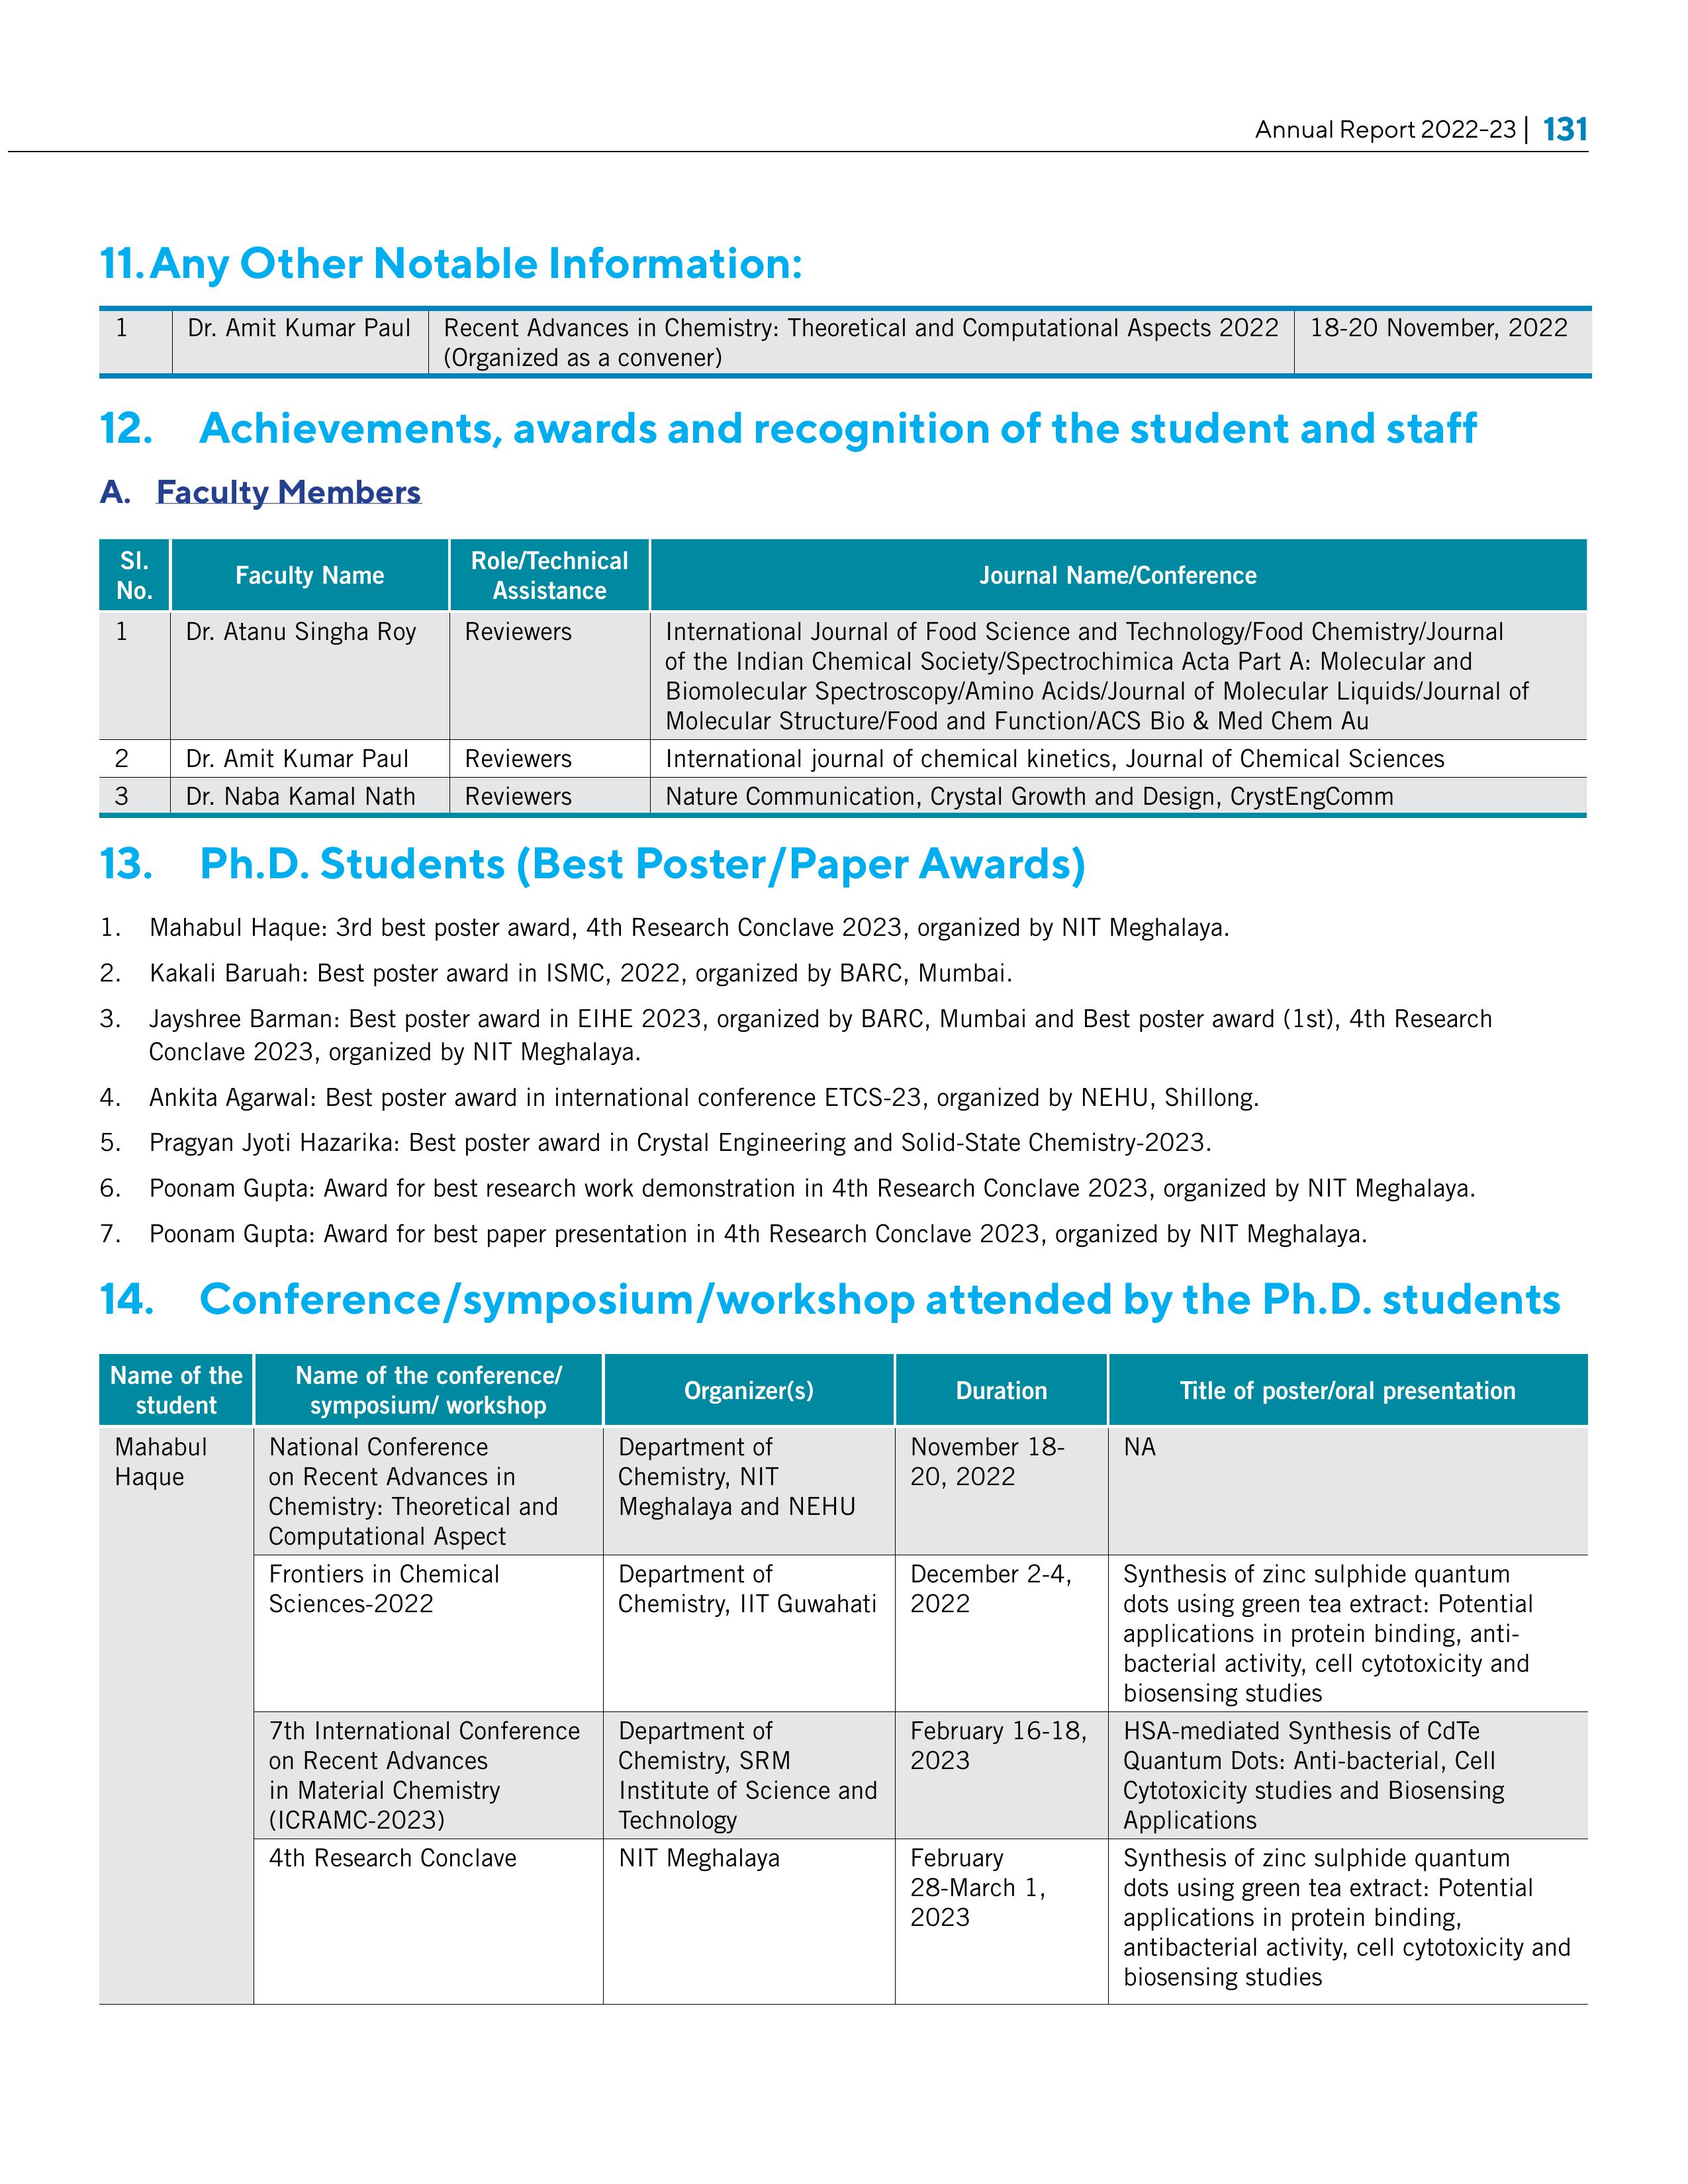 Annual Report 2022-23 | 131
11. Any Other Notable Information:
1 Dr. Amit Kumar Paul Recent Advances in Chemistry: Theoretical and Computational Aspects 2022 18-20 November, 2022
(Organized as a convener)
12. Achievements, awards and recognition of the student and staff
A. Faculty Members
Sl.
No.
Faculty Name
Role/Technical
Assistance
Journal Name/Conference
1 Dr. Atanu Singha Roy Reviewers International Journal of Food Science and Technology/Food Chemistry/Journal
of the Indian Chemical Society/Spectrochimica Acta Part A: Molecular and
Biomolecular Spectroscopy/Amino Acids/Journal of Molecular Liquids/Journal of
Molecular Structure/Food and Function/ACS Bio & Med Chem Au
2 Dr. Amit Kumar Paul Reviewers International journal of chemical kinetics, Journal of Chemical Sciences
3 Dr. Naba Kamal Nath Reviewers Nature Communication, Crystal Growth and Design, CrystEngComm
13. Ph.D. Students (Best Poster/Paper Awards)
1. Mahabul Haque: 3rd best poster award, 4th Research Conclave 2023, organized by NIT Meghalaya.
2. Kakali Baruah: Best poster award in ISMC, 2022, organized by BARC, Mumbai.
3. Jayshree Barman: Best poster award in EIHE 2023, organized by BARC, Mumbai and Best poster award (1st), 4th Research
Conclave 2023, organized by NIT Meghalaya.
4. Ankita Agarwal: Best poster award in international conference ETCS-23, organized by NEHU, Shillong.
5. Pragyan Jyoti Hazarika: Best poster award in Crystal Engineering and Solid-State Chemistry-2023.
6. Poonam Gupta: Award for best research work demonstration in 4th Research Conclave 2023, organized by NIT Meghalaya.
7. Poonam Gupta: Award for best paper presentation in 4th Research Conclave 2023, organized by NIT Meghalaya.
14. Conference/symposium/workshop attended by the Ph.D. students
Name of the
student
Name of the conference/
symposium/ workshop
Organizer(s)
Duration
Title of poster/oral presentation
Mahabul
Haque
National Conference
on Recent Advances in
Chemistry: Theoretical and
Computational Aspect
Department of
Chemistry, NIT
Meghalaya and NEHU
November 18-
20, 2022
NA
Frontiers in Chemical
Sciences-2022
Department of
Chemistry, IIT Guwahati
December 2-4,
2022
Synthesis of zinc sulphide quantum
dots using green tea extract: Potential
applications in protein binding, anti-
bacterial activity, cell cytotoxicity and
biosensing studies
7th International Conference
on Recent Advances
in Material Chemistry
(ICRAMC-2023)
Department of
Chemistry, SRM
Institute of Science and
Technology
February 16-18,
2023
HSA-mediated Synthesis of CdTe
Quantum Dots: Anti-bacterial, Cell
Cytotoxicity studies and Biosensing
Applications
4th Research Conclave
NIT Meghalaya
February
28-March 1,
2023
Synthesis of zinc sulphide quantum
dots using green tea extract: Potential
applications in protein binding,
antibacterial activity, cell cytotoxicity and
biosensing studies